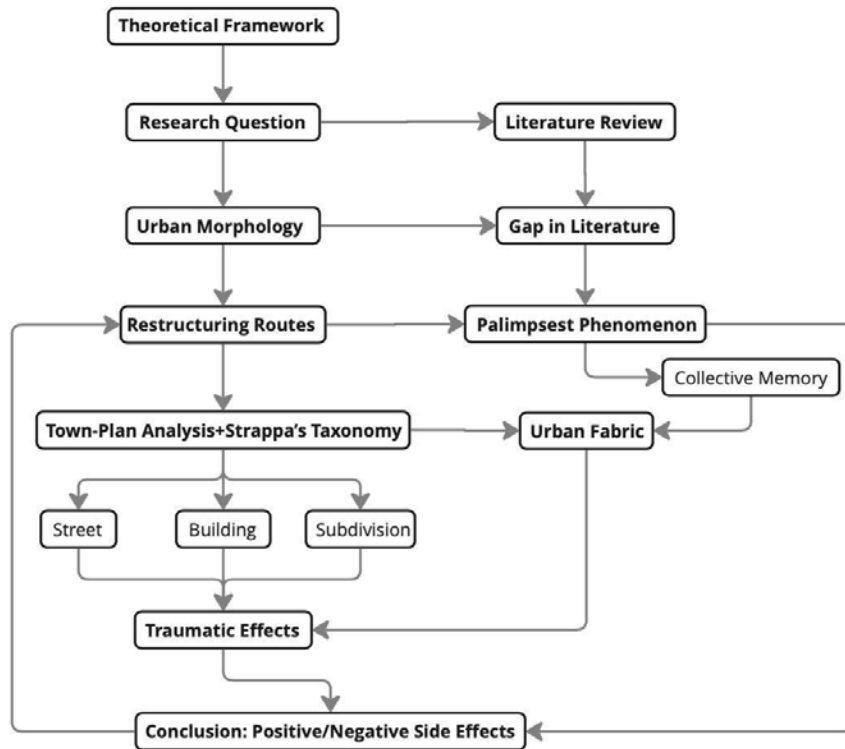 Theoretical Framework
Research Question
Literature Review
Urban Morphology
Gap in Literature
Restructuring Routes
Palimpsest Phenomenon
Collective Memory
Town-Plan Analysis+Strappa's Taxonomy
Urban Fabric
Street
Building
Subdivision
Traumatic Effects
Conclusion: Positive/Negative Side Effects